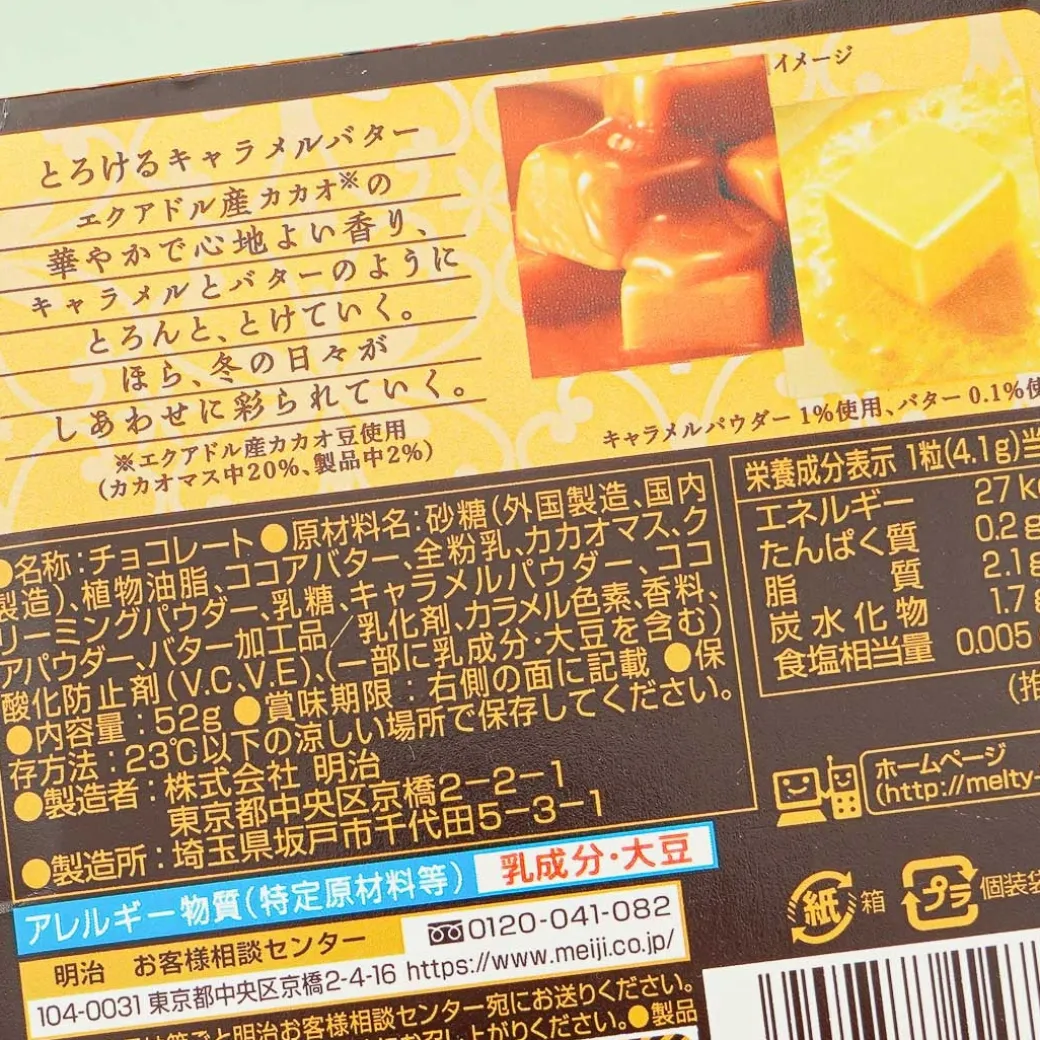 イメージ
とろけるキャラメルバター
エクアドル産カカオ※の
華やかで心地よい香り、
キャラメルとバターのように
とろんと、とけていく。
ほら、冬の日々が
しあわせに彩られていく。
※エクアドル産カカオ豆使用
(カカオマス中20%、製品中2%)
キャラメルパウダー 1%使用、バター 0.1%使
●名称:チョコレート●原材料名:砂糖(外国製造、国内
製造)、植物油脂、ココアバター、全粉乳、カカオマス、ク
リーミングパウダー、乳糖、キャラメルパウダー、ココ
アパウダー、バター加工品/乳化剤、カラメル色素、香料、
酸化防止剤(V.C、V.E)、(一部に乳成分・大豆を含む)
●内容量:52g●賞味期限:右側の面に記載●保
存方法:23℃以下の涼しい場所で保存してください。
●製造者:株式会社 明治
東京都中央区京橋2-2-1
●製造所:埼玉県坂戸市千代田5-3-1
栄養成分表示 1粒(4.1g)当
エネルギー 27 k
たんぱく質 0.2g
脂質 2.1g
炭水化物 1.7g
食塩相当量 0.005
(推
ホームページ
(http://melty-
アレルギー物質(特定原材料等) 乳成分・大豆
明治 お客様相談センター 0120-041-082
104-0031 東京都中央区京橋2-4-16 https://www.meiji.co.jp/
紙 箱 プラ 個装袋
明治お客様相談センター宛にお送りください。
上がりください。●製品